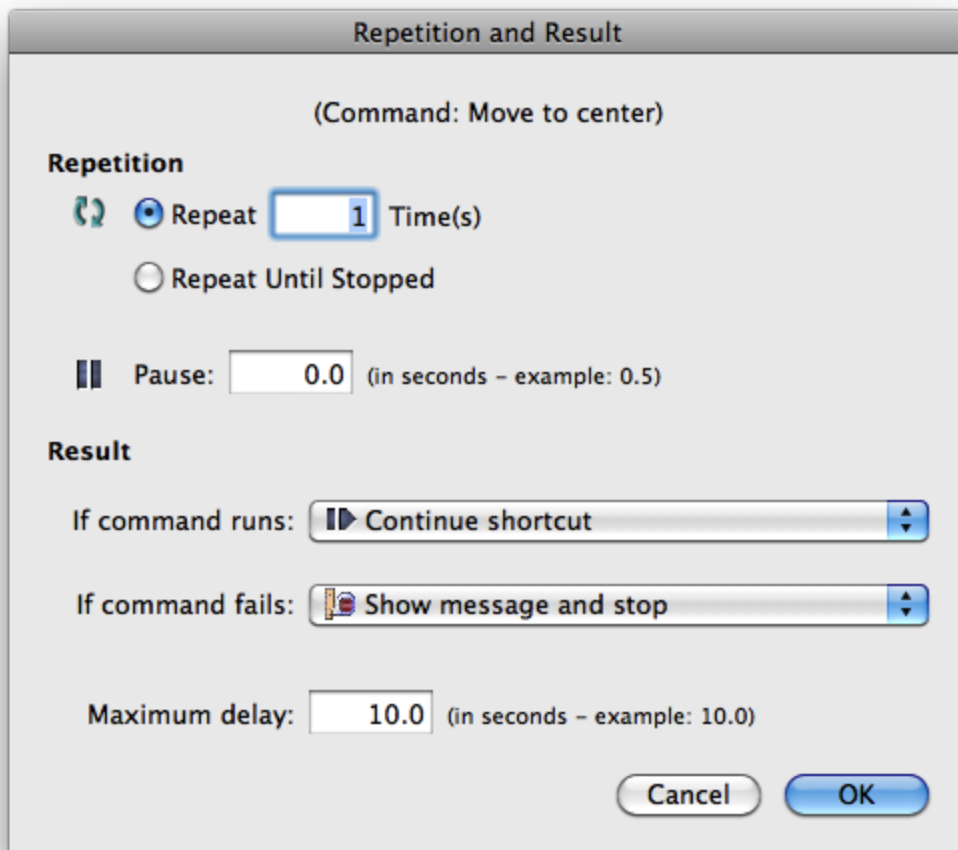 Repetition and Result
(Command: Move to center)
Repetition
Repeat 1 Time(s)
Repeat Until Stopped
Pause: 0.0 (in seconds – example: 0.5)
Result
If command runs: Continue shortcut
If command fails: Show message and stop
Maximum delay: 10.0 (in seconds – example: 10.0)
Cancel OK